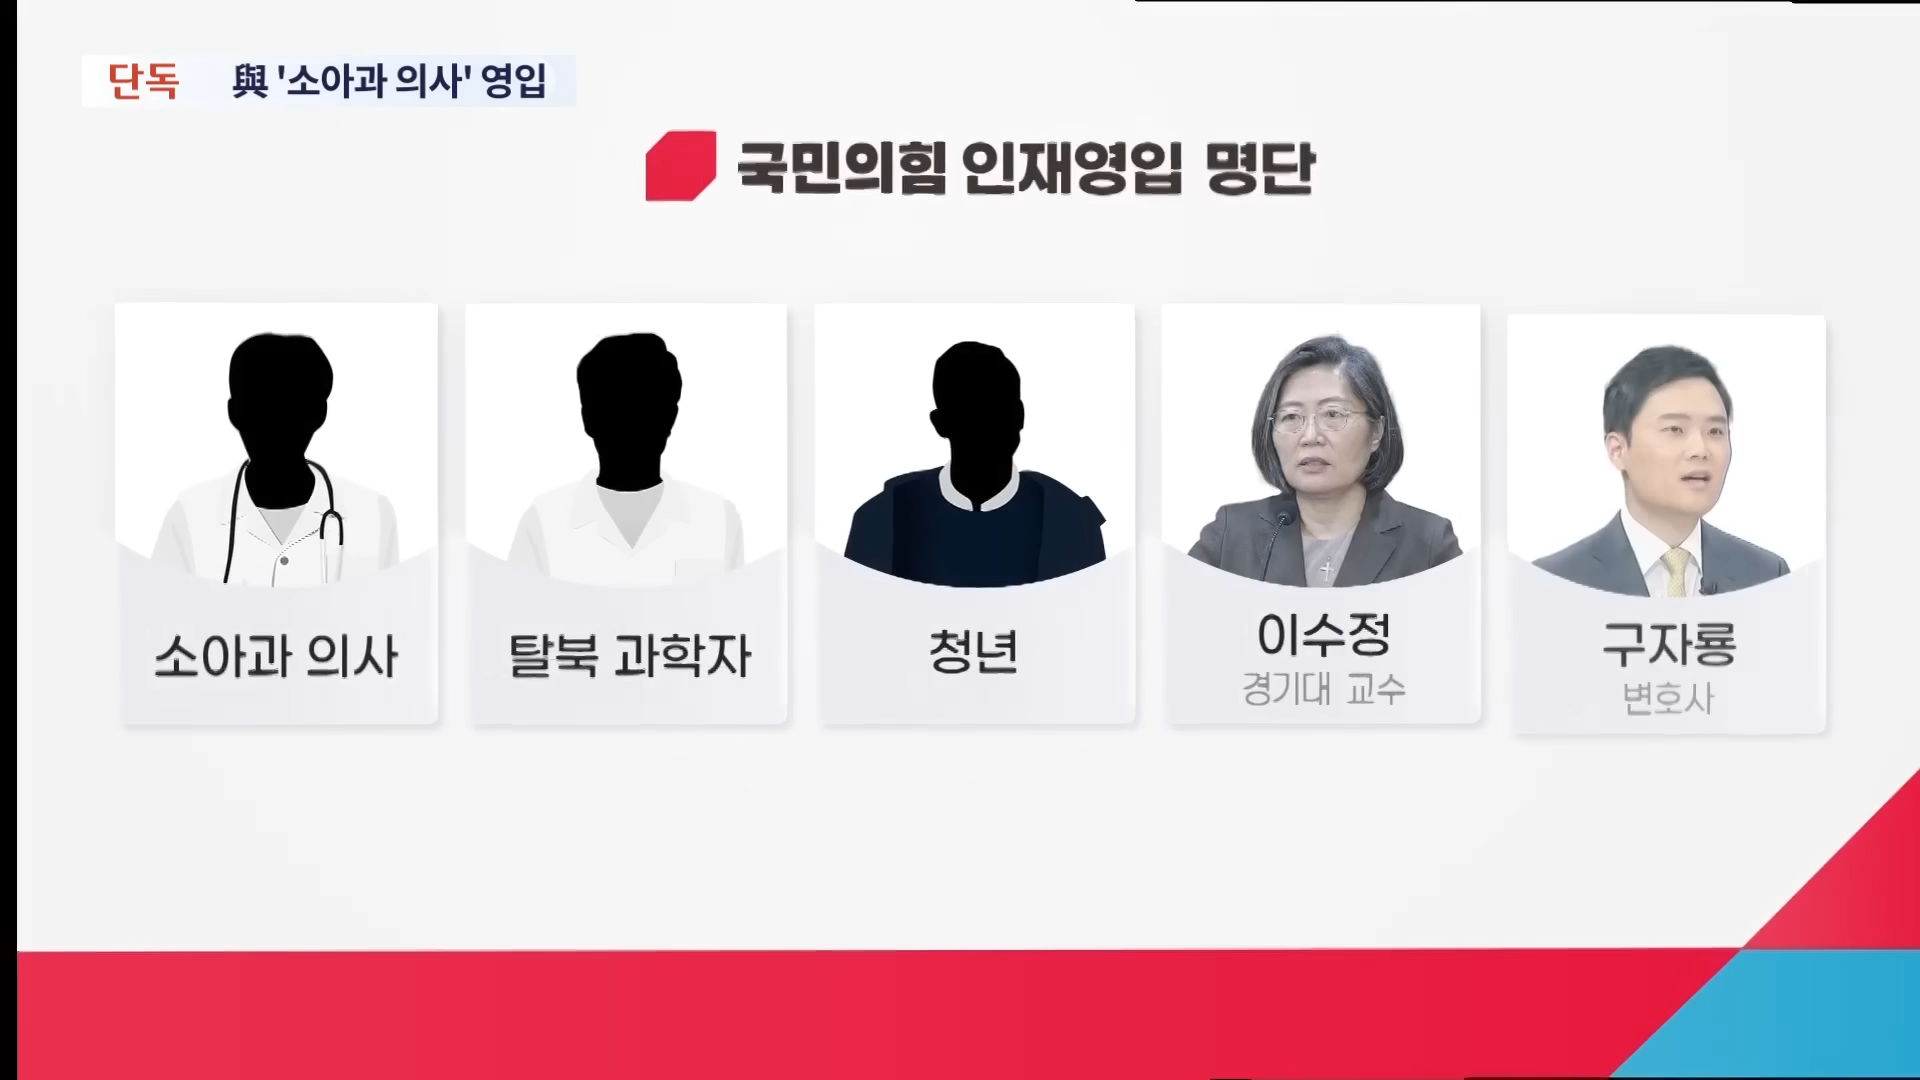 단독 與 '소아과 의사' 영입
국민의힘 인재영입 명단
소아과 의사
탈북 과학자
청년
이수정
경기대 교수
구자룡
변호사